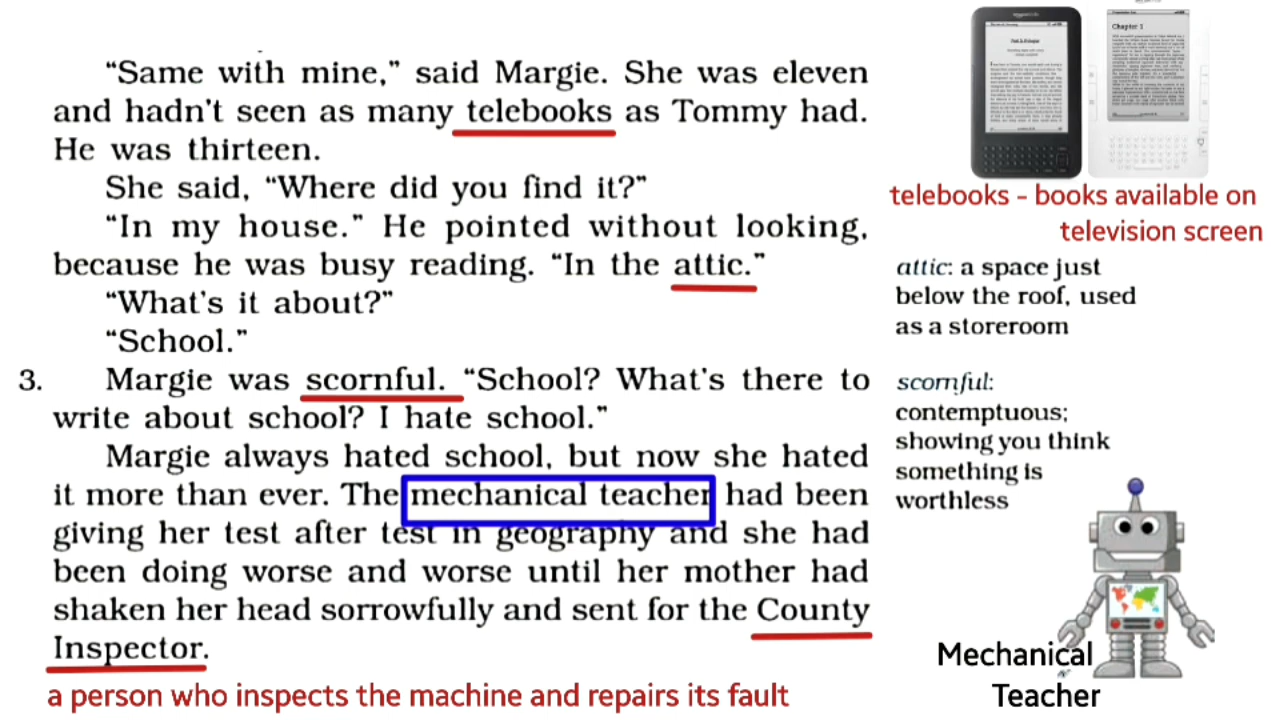 “Same with mine,” said Margie. She was eleven
and hadn't seen as many telebooks as Tommy had.
He was thirteen.
She said, “Where did you find it?”
“In my house.” He pointed without looking,
because he was busy reading. “In the attic.”
“What's it about?”
“School.”
3. Margie was scornful. “School? What's there to
write about school? I hate school.”
Margie always hated school, but now she hated
it more than ever. The mechanical teacher had been
giving her test after test in geography and she had
been doing worse and worse until her mother had
shaken her head sorrowfully and sent for the County
Inspector.
a person who inspects the machine and repairs its fault
Chapter 1
telebooks - books available on
television screen
attic: a space just
below the roof, used
as a storeroom
scornful:
contemptuous;
showing you think
something is
worthless
Mechanical
Teacher